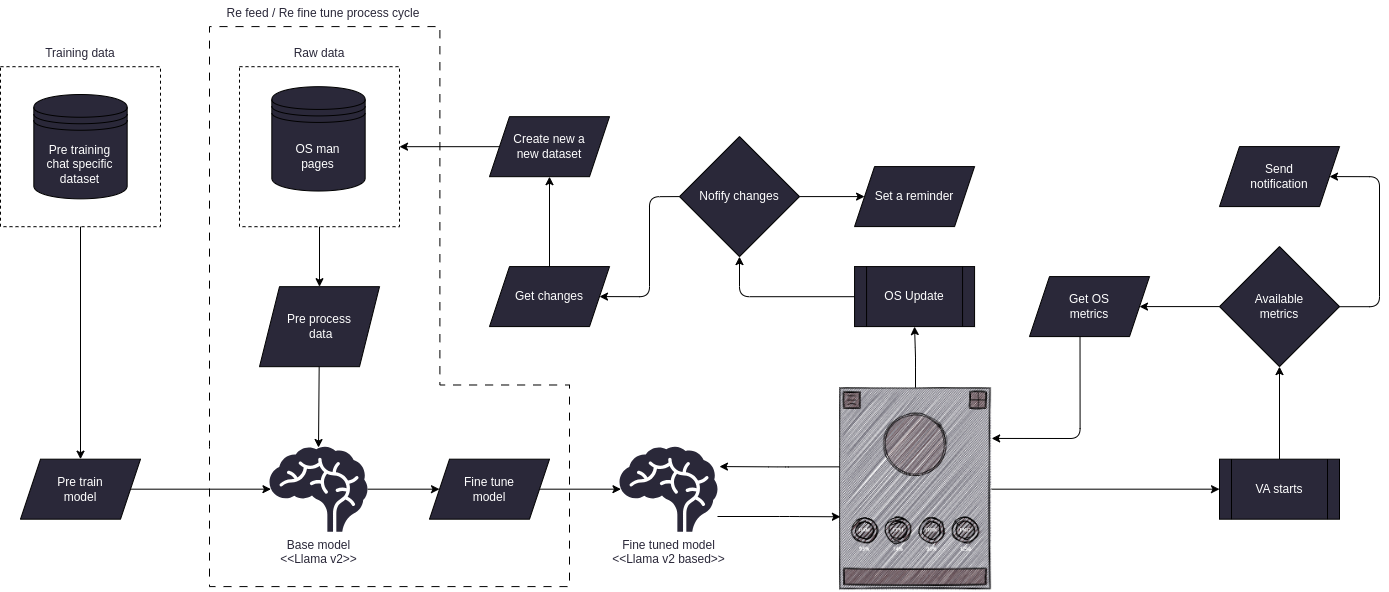 Re feed / Re fine tune process cycle
Training data
Raw data
Pre training
chat specific
dataset
OS man
pages
Create new a
new dataset
Nofify changes
Set a reminder
Send
notification
Get changes
OS Update
Get OS
metrics
Available
metrics
Pre process
data
Pre train
model
Fine tune
model
VA starts
Base model
<<Llama v2>>
Fine tuned model
<<Llama v2 based>>